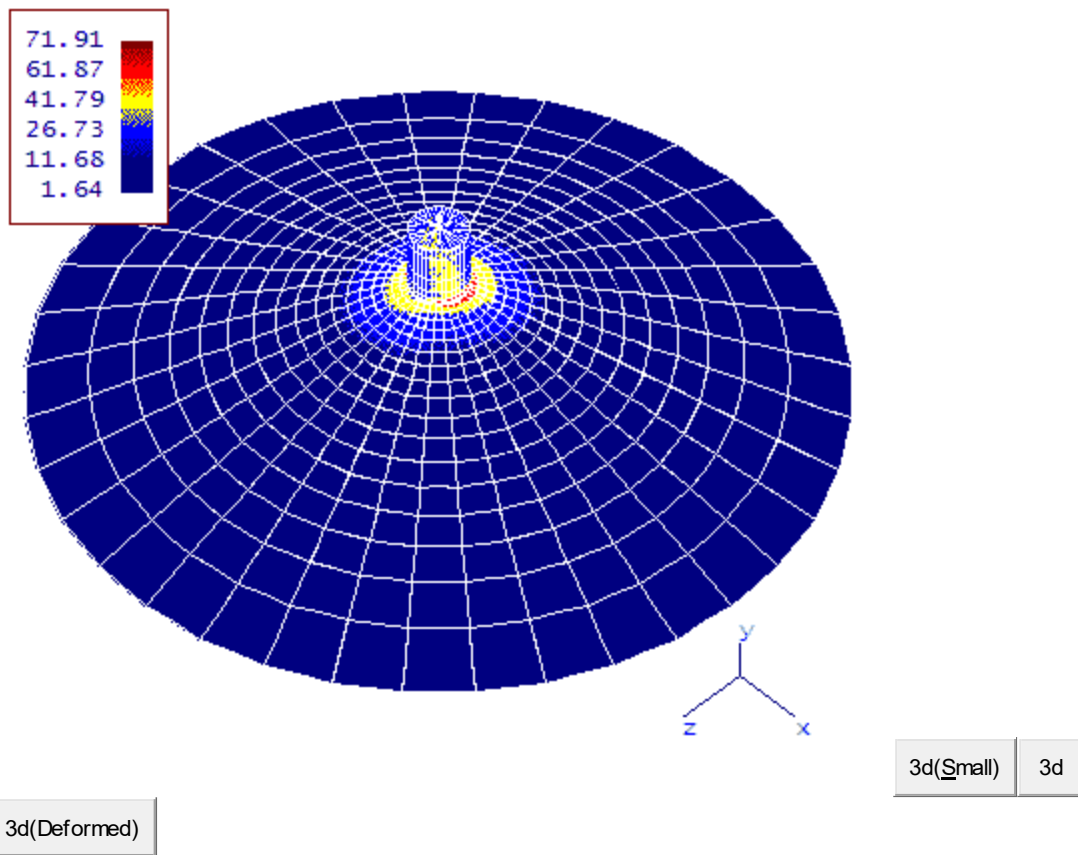 71.91
61.87
41.79
26.73
11.68
1.64
y
z
x
3d(Small)
3d
3d(Deformed)